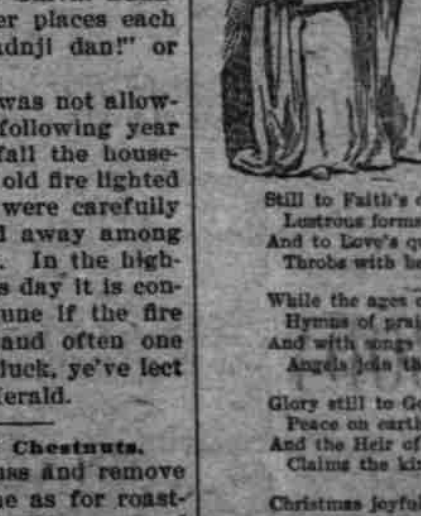 er places each
adnji dan!" or
was not allow-
following year
fall the house-
old fire lighted
were carefully
d away among
. In the high-
s day it is con-
une if the fire
and often one
luck, ye've lect
Herald.
Chestnuts.
and remove
as for roast-
Still to Faith's
Lustrous forms
And to Love's
Throbs with
While the ages
Hymns of
And with songs
Angels join
Glory still to
Peace on earth
And the Heir of
Claims the
Christmas joyful